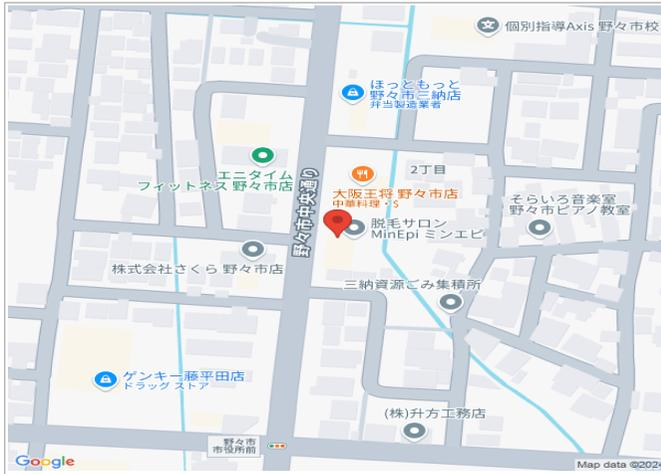 個別指導Axis 野々市校
ほっともっと
野々市三納店
弁当製造業者
エニタイム
フィットネス 野々市店
2丁目
大阪王将 野々市店
中華料理・$
野々市中央通り
そらいろ音楽室
野々市ピアノ教室
脱毛サロン
MinEpi ミンエピ
株式会社さくら 野々市店
三納資源ごみ集積所
ゲンキー藤平田店
ドラッグ ストア
(株)升方工務店
野々市
市役所前
Google
Map data ©202